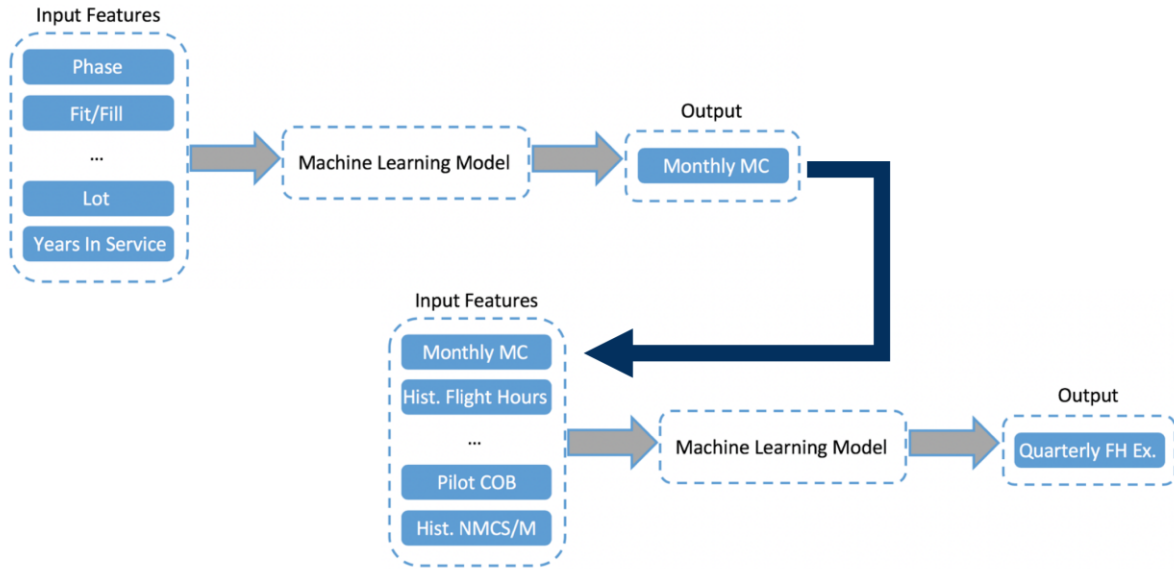 Input Features
Phase
Fit/Fill
...
Lot
Years In Service
Machine Learning Model
Output
Monthly MC
Input Features
Monthly MC
Hist. Flight Hours
...
Pilot COB
Hist. NMCS/M
Machine Learning Model
Output
Quarterly FH Ex.